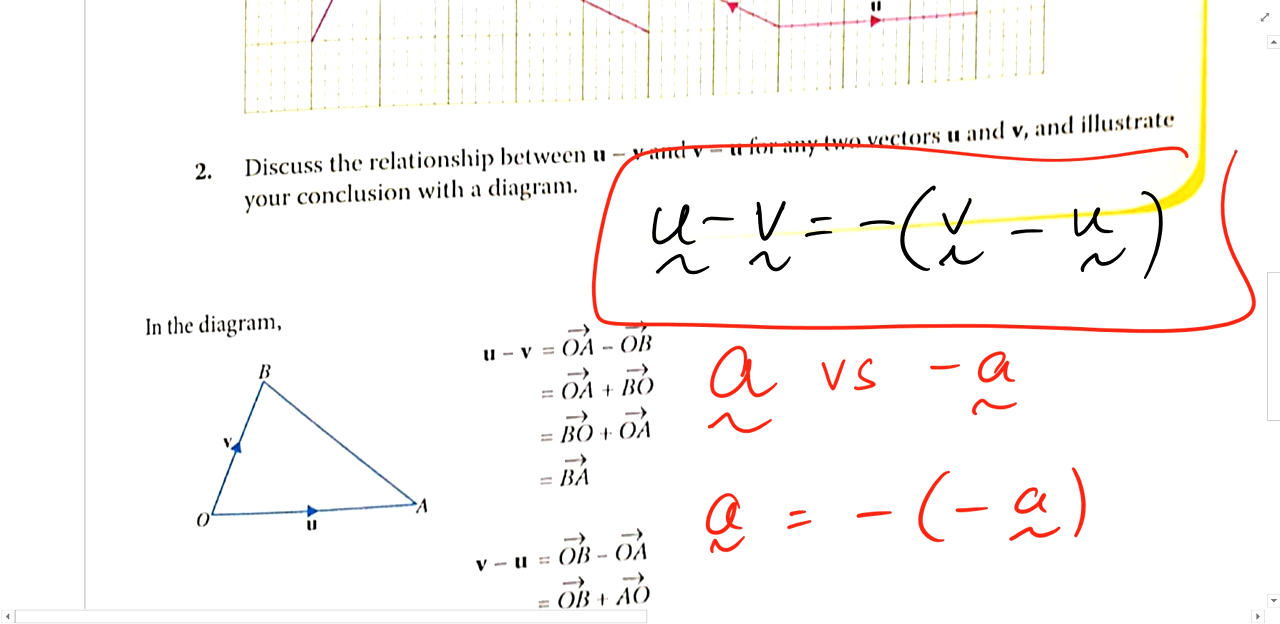 u
2. Discuss the relationship between u – v and v – u for any two vectors u and v, and illustrate
your conclusion with a diagram.
u - v = -(v - u)
In the diagram,
B
v
O
u
A
u – v = OA – OB
= OA + BO
= BO + OA
= BA
v – u = OB – OA
= OB + AO
a vs -a
a = -(-a)